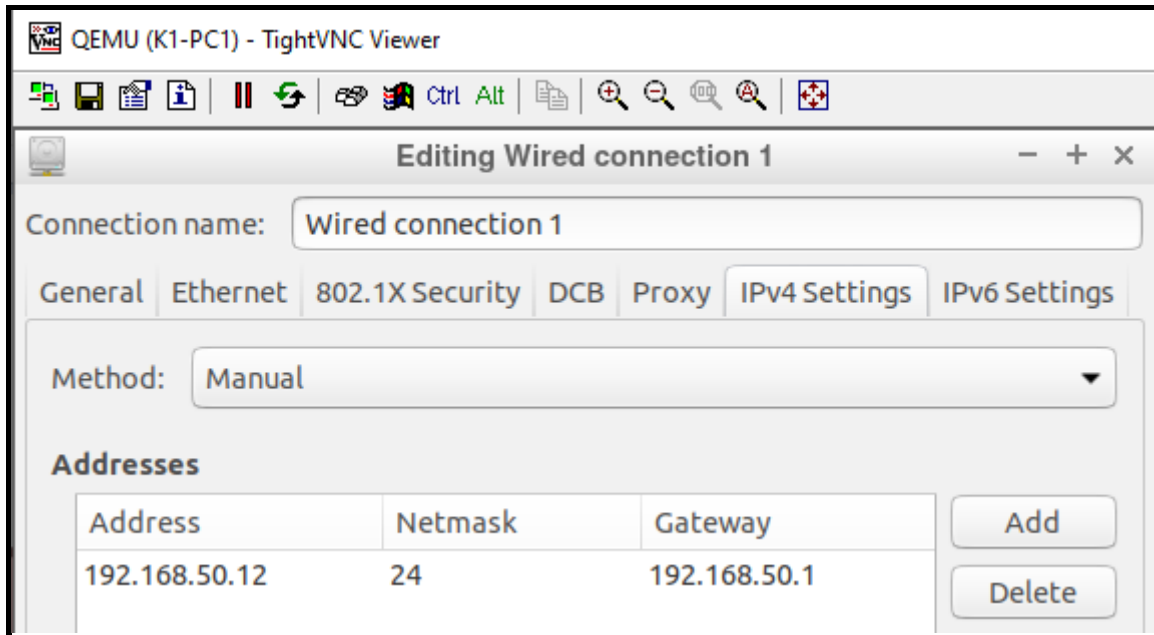 QEMU (K1-PC1) - TightVNC Viewer
Ctrl Alt
Editing Wired connection 1
Connection name: Wired connection 1
General Ethernet 802.1X Security DCB Proxy IPv4 Settings IPv6 Settings
Method: Manual
Addresses
Address Netmask Gateway Add
192.168.50.12 24 192.168.50.1
Delete